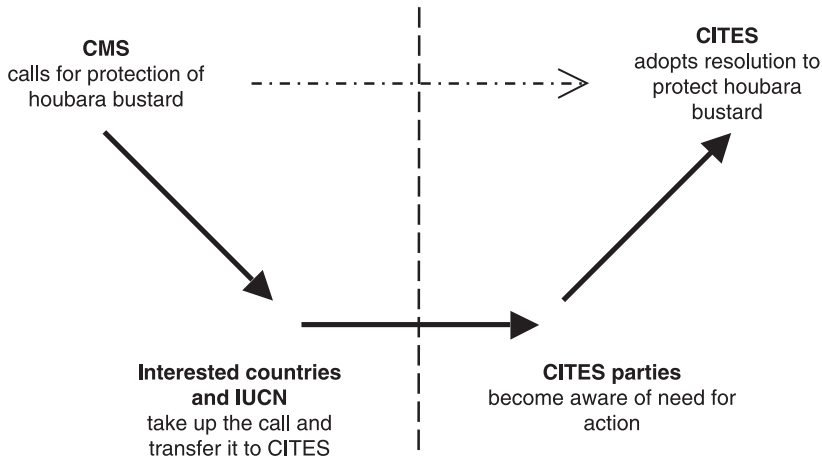 CMS
calls for protection of
houbara bustard
CITES
adopts resolution to
protect houbara
bustard
Interested countries
and IUCN
take up the call and
transfer it to CITES
CITES parties
become aware of need for
action